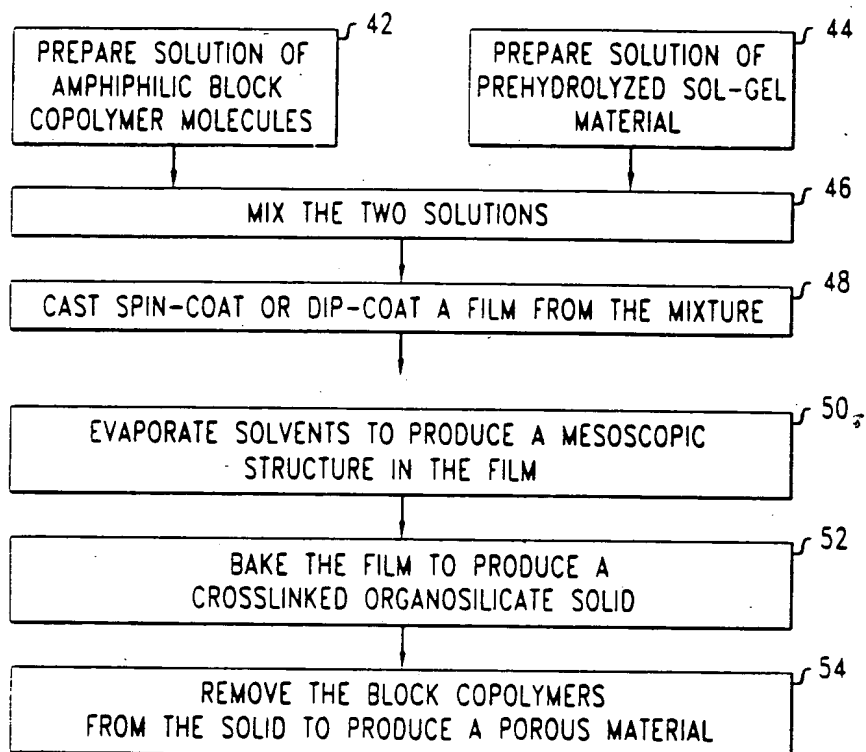 42
PREPARE SOLUTION OF
AMPHIPHILIC BLOCK
COPOLYMER MOLECULES
44
PREPARE SOLUTION OF
PREHYDROLYZED SOL-GEL
MATERIAL
46
MIX THE TWO SOLUTIONS
48
CAST SPIN-COAT OR DIP-COAT A FILM FROM THE MIXTURE
50
EVAPORATE SOLVENTS TO PRODUCE A MESOSCOPIC
STRUCTURE IN THE FILM
52
BAKE THE FILM TO PRODUCE A
CROSSLINKED ORGANOSILICATE SOLID
54
REMOVE THE BLOCK COPOLYMERS
FROM THE SOLID TO PRODUCE A POROUS MATERIAL